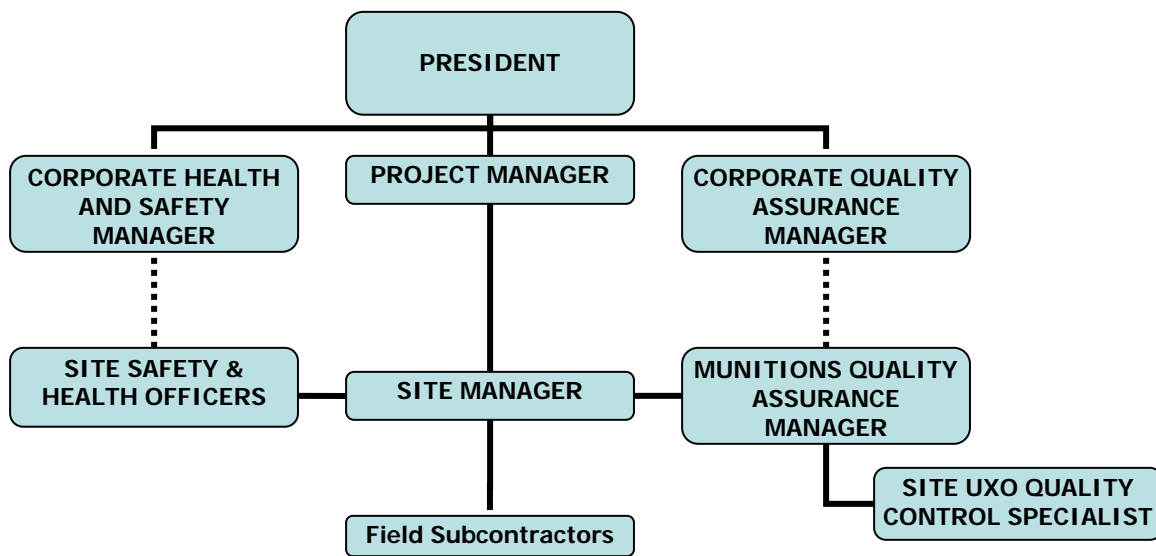 PRESIDENT
CORPORATE HEALTH
AND SAFETY
MANAGER
PROJECT MANAGER
CORPORATE QUALITY
ASSURANCE
MANAGER
SITE SAFETY &
HEALTH OFFICERS
SITE MANAGER
MUNITIONS QUALITY
ASSURANCE
MANAGER
SITE UXO QUALITY
CONTROL SPECIALIST
Field Subcontractors